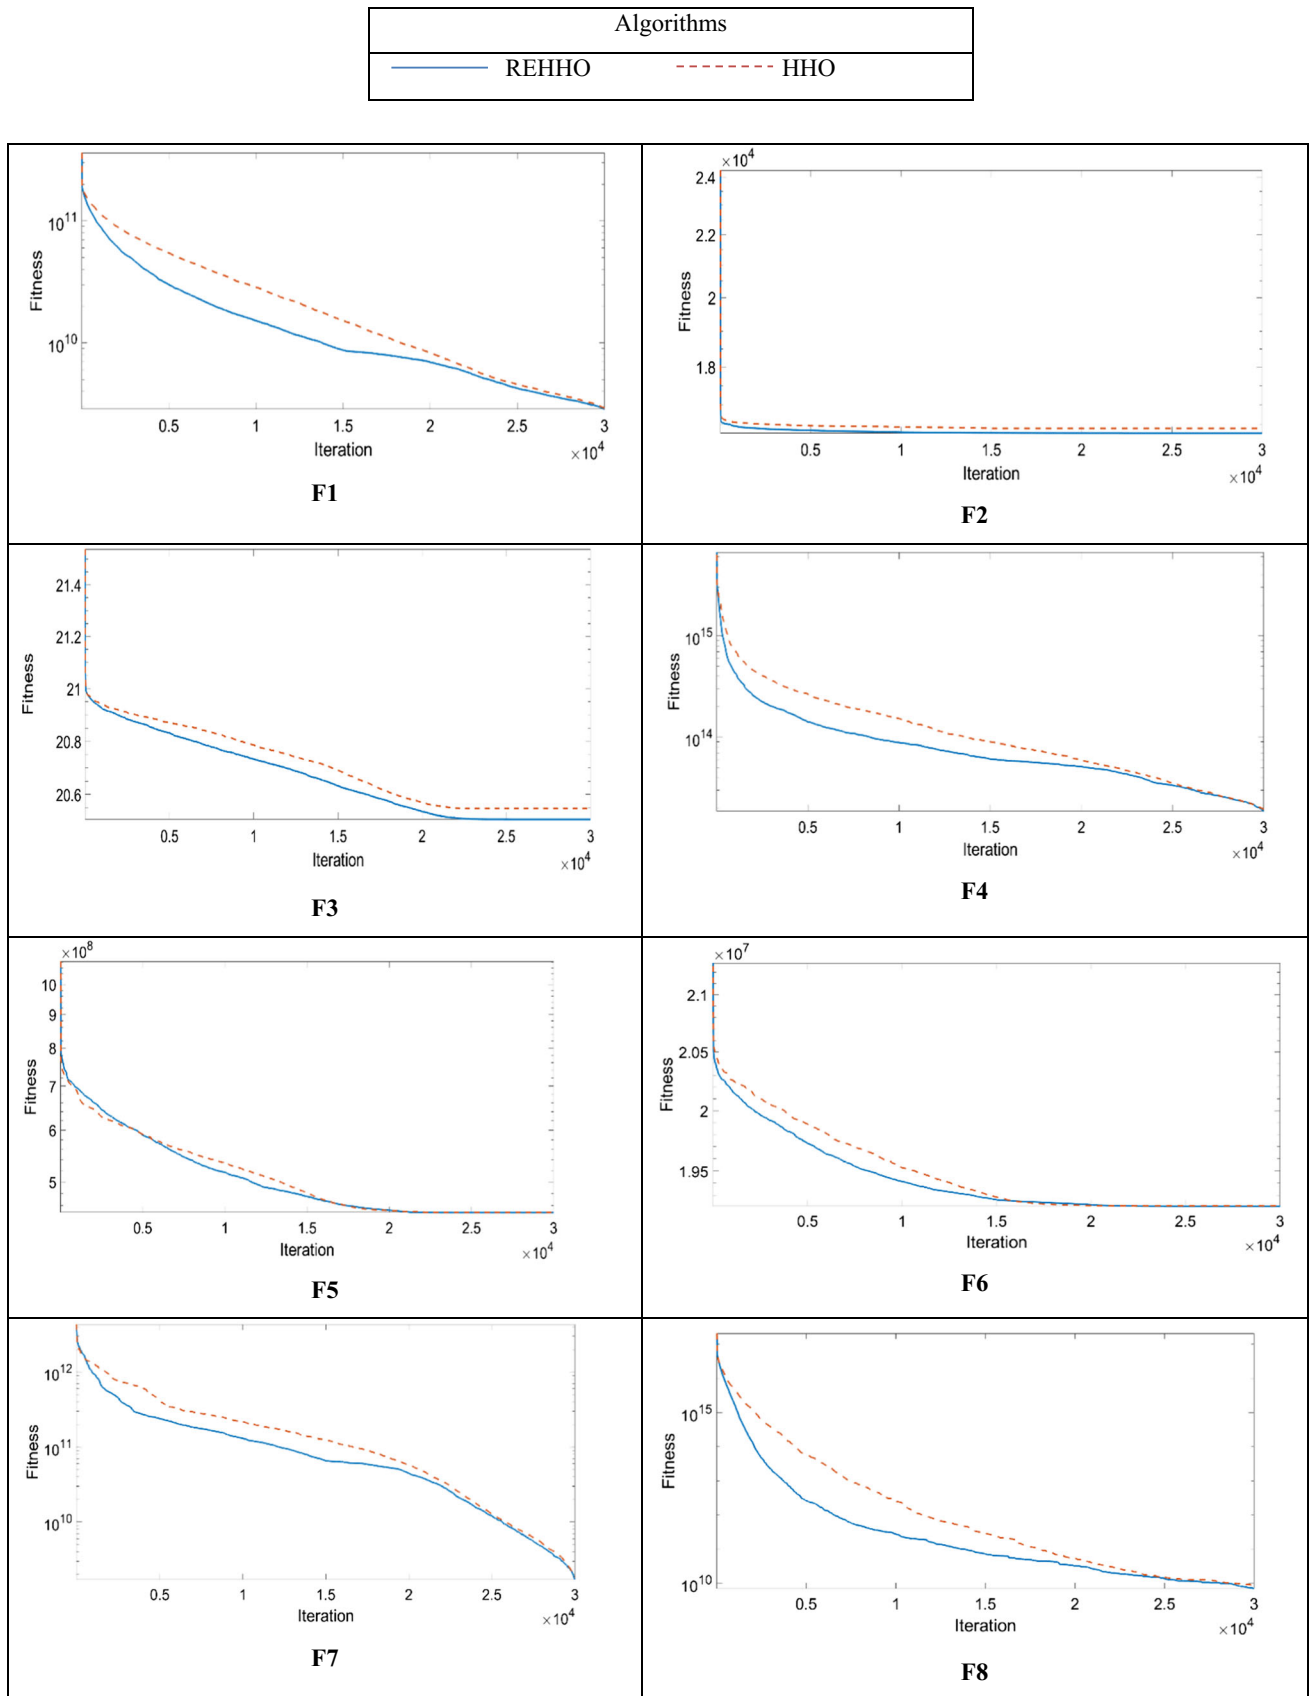 Algorithms
REHHO HHO
10^11
10^10
Fitness
0.5 1 1.5 2 2.5 3
Iteration
×10^4
F1
×10^4
2.4
2.2
2
1.8
Fitness
0.5 1 1.5 2 2.5 3
Iteration
×10^4
F2
21.4
21.2
21
20.8
20.6
Fitness
0.5 1 1.5 2 2.5 3
Iteration
×10^4
F3
10^15
10^14
Fitness
0.5 1 1.5 2 2.5 3
Iteration
×10^4
F4
×10^8
10
9
8
7
6
5
Fitness
0.5 1 1.5 2 2.5 3
Iteration
×10^4
F5
×10^7
2.1
2.05
2
1.95
Fitness
0.5 1 1.5 2 2.5 3
Iteration
×10^4
F6
10^12
10^11
10^10
Fitness
0.5 1 1.5 2 2.5 3
Iteration
×10^4
F7
10^15
10^10
Fitness
0.5 1 1.5 2 2.5 3
Iteration
×10^4
F8